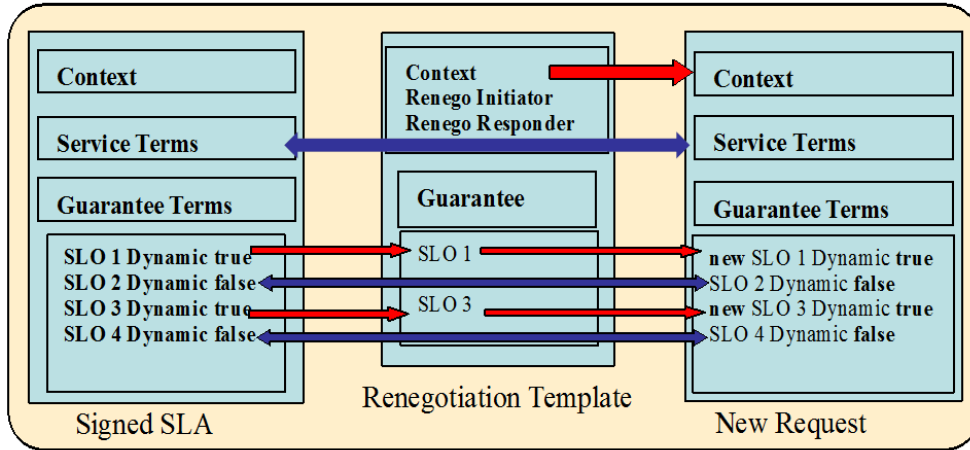 Context
Service Terms
Guarantee Terms
SLO 1 Dynamic true
SLO 2 Dynamic false
SLO 3 Dynamic true
SLO 4 Dynamic false
Signed SLA
Context
Renego Initiator
Renego Responder
Guarantee
SLO 1
SLO 3
Renegotiation Template
Context
Service Terms
Guarantee Terms
new SLO 1 Dynamic true
SLO 2 Dynamic false
new SLO 3 Dynamic true
SLO 4 Dynamic false
New Request